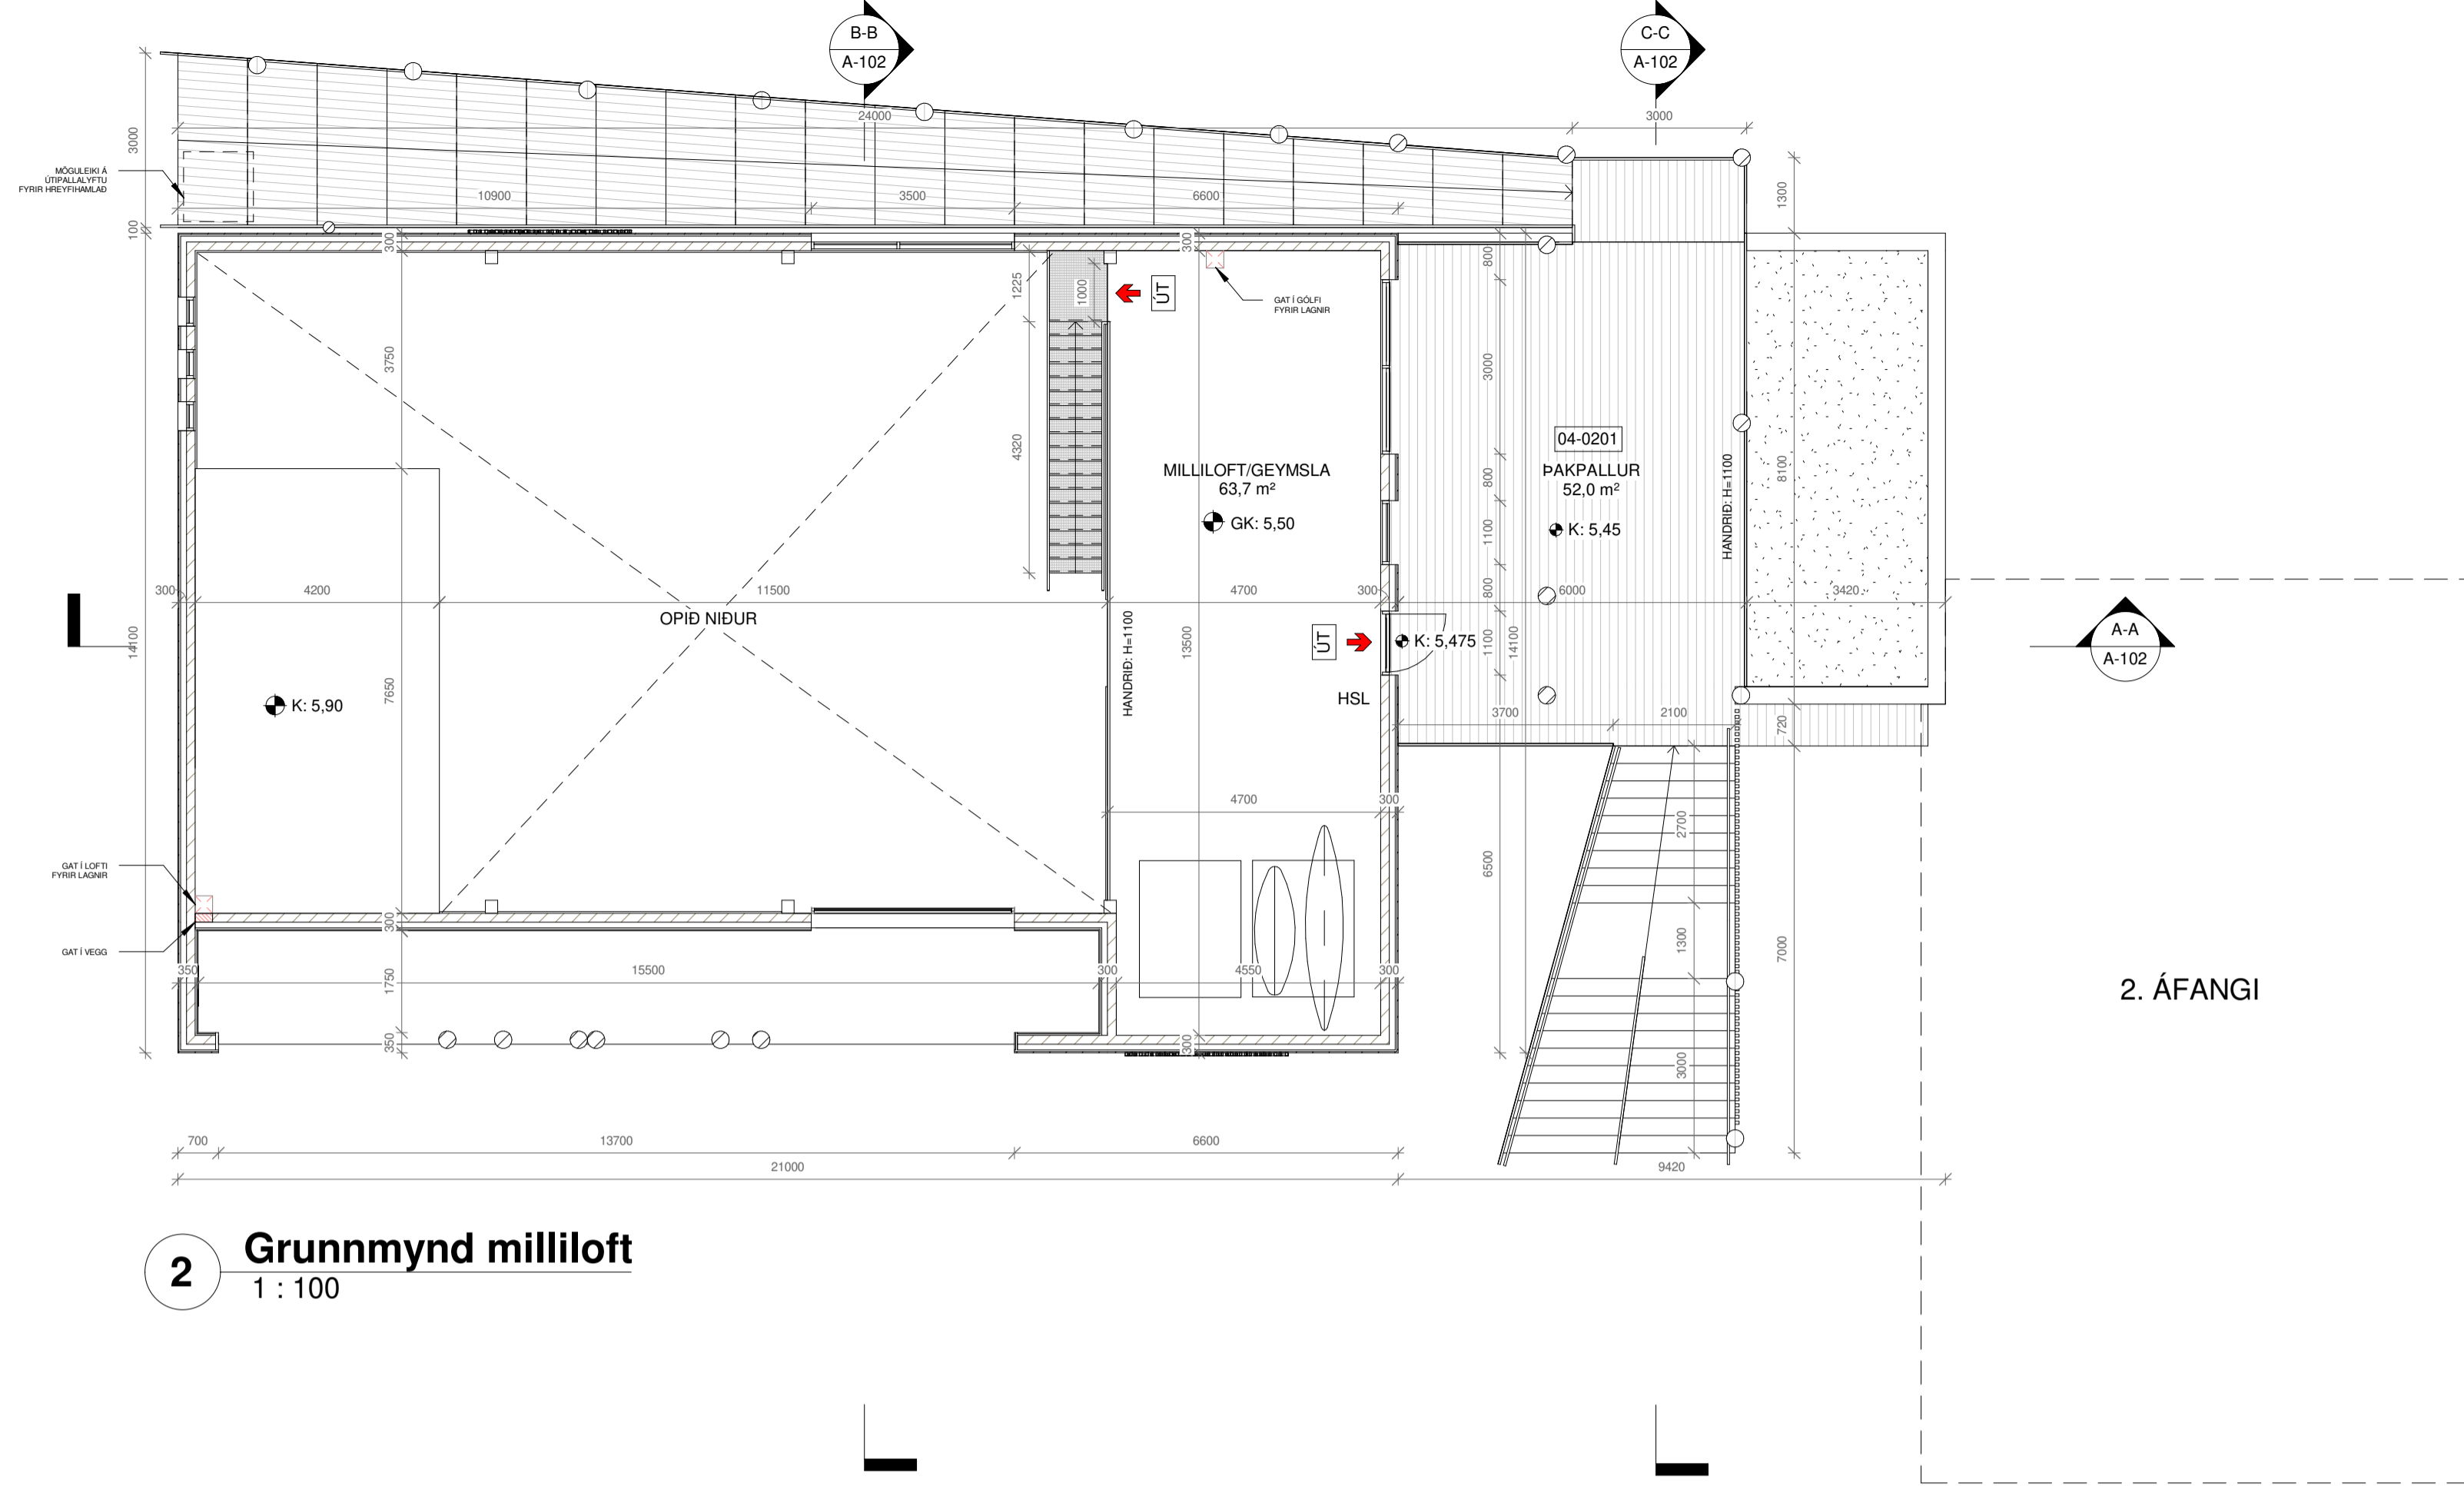 B-B
A-102
C-C
A-102
24000
3000
3000
MÖGULEIKI Á
ÚTIPALLALYFTU
FYRIR HREYFIHAMLAÐ
10900
3500
6600
1300
100
300
300
800
1225
1000
ÚT
GAT Í GÓLFI
FYRIR LAGNIR
3750
3000
4320
04-0201
MILLILOFT/GEYMSLA
63,7 m²
GK: 5,50
ÞAKPALLUR
52,0 m²
K: 5,45
HANDRIÐ: H=1100
8100
800
1100
800
300
4200
11500
4700
300
6000
3420
OPIÐ NIÐUR
14100
13500
HANDRIÐ: H=1100
ÚT
K: 5,475
1100
14100
A-A
A-102
7650
K: 5,90
HSL
3700
2100
720
4700
300
2700
6500
GAT Í LOFTI
FYRIR LAGNIR
300
GAT Í VEGG
1300
7000
350
15500
300
4550
300
1750
2. ÁFANGI
350
300
3000
700
13700
6600
21000
9420
2
Grunnmynd milliloft
1 : 100